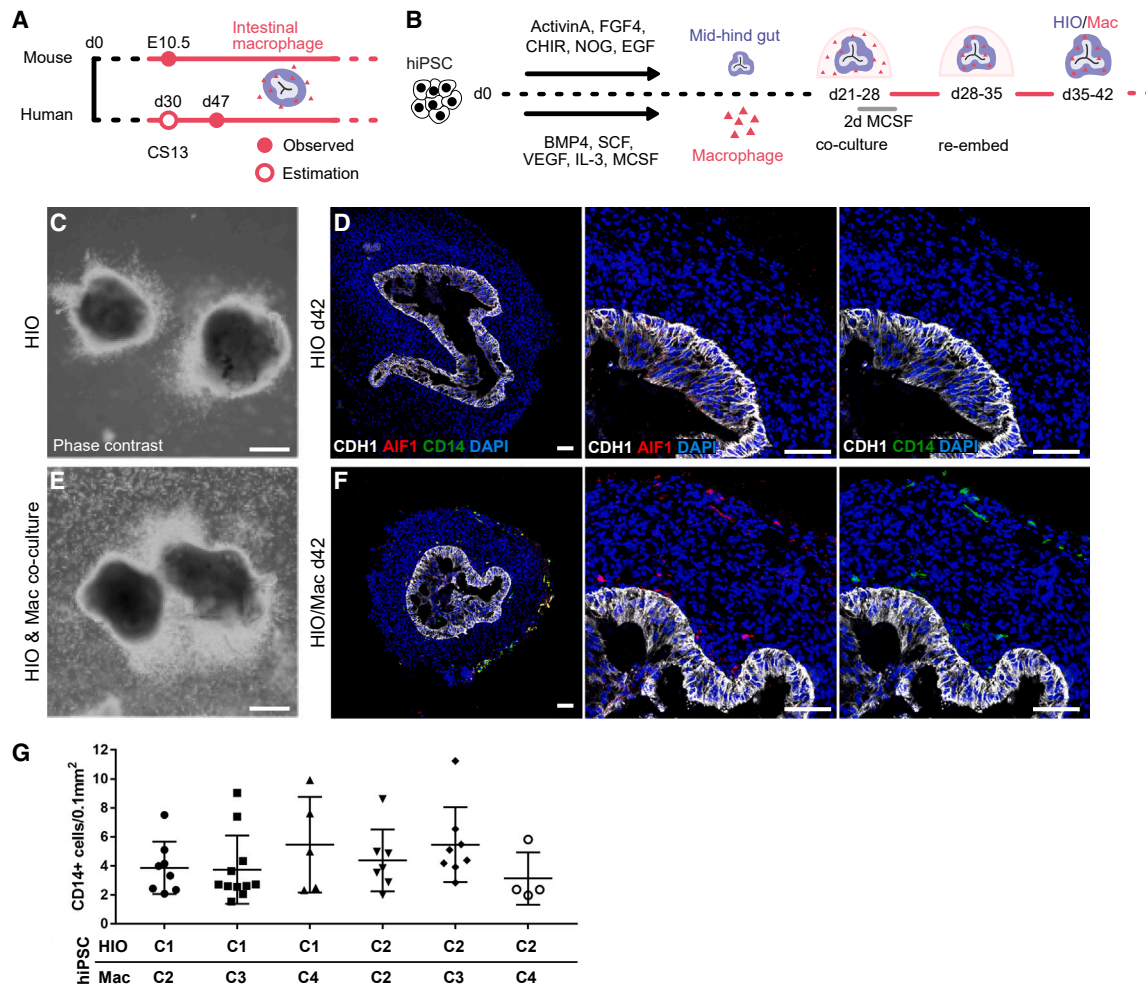 A
d0
E10.5
Intestinal
macrophage
Mouse
d30
d47
Human
CS13
Observed
Estimation
B
ActivinA, FGF4,
CHIR, NOG, EGF
Mid-hind gut
HIO/Mac
hiPSC
d0
d21-28
d28-35
d35-42
2d MCSF
BMP4, SCF,
VEGF, IL-3, MCSF
Macrophage
co-culture
re-embed
C
HIO
Phase contrast
D
HIO d42
CDH1 AIF1 CD14 DAPI
CDH1 AIF1 DAPI
CDH1 CD14 DAPI
E
HIO & Mac co-culture
F
HIO/Mac d42
G
CD14+ cells/0.1mm²
12
10
8
6
4
2
0
hiPSC
HIO C1 C1 C1 C2 C2 C2
Mac C2 C3 C4 C2 C3 C4